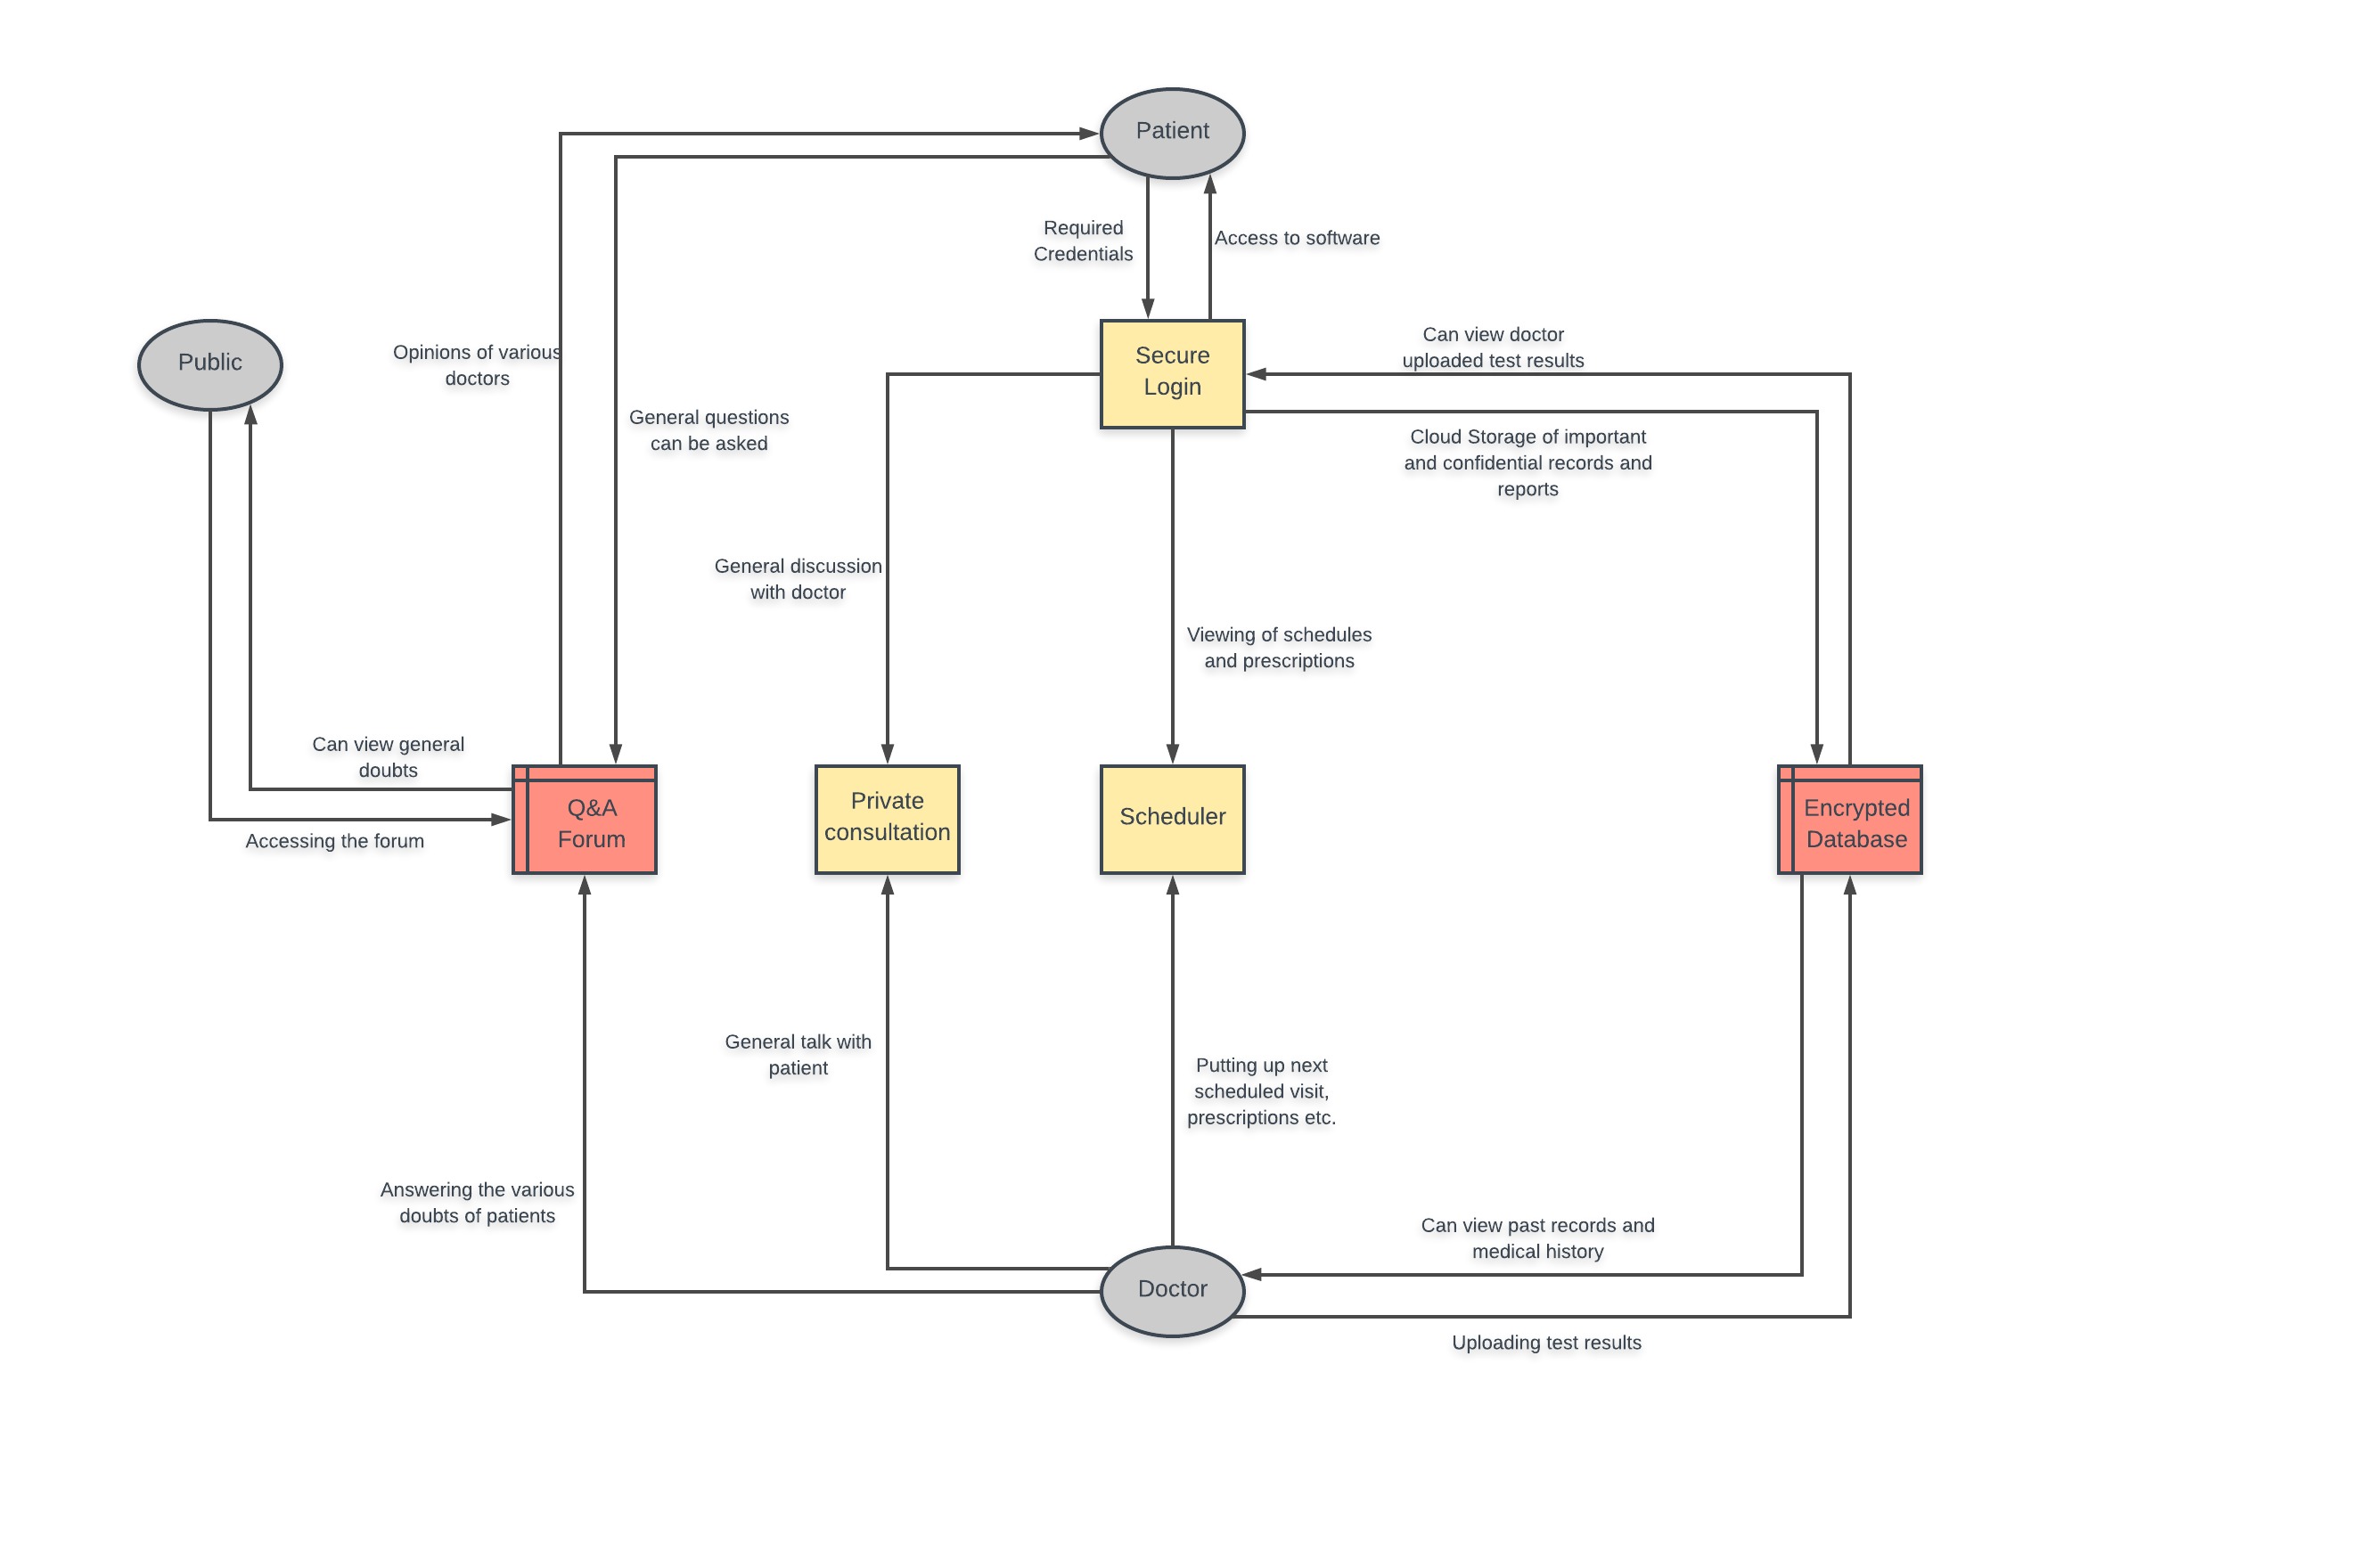 Patient
Required
Credentials
Access to software
Public
Opinions of various
doctors
General questions
can be asked
Secure
Login
Can view doctor
uploaded test results
Cloud Storage of important
and confidential records and
reports
General discussion
with doctor
Viewing of schedules
and prescriptions
Can view general
doubts
Accessing the forum
Q&A
Forum
Private
consultation
Scheduler
Encrypted
Database
General talk with
patient
Putting up next
scheduled visit,
prescriptions etc.
Answering the various
doubts of patients
Can view past records and
medical history
Doctor
Uploading test results